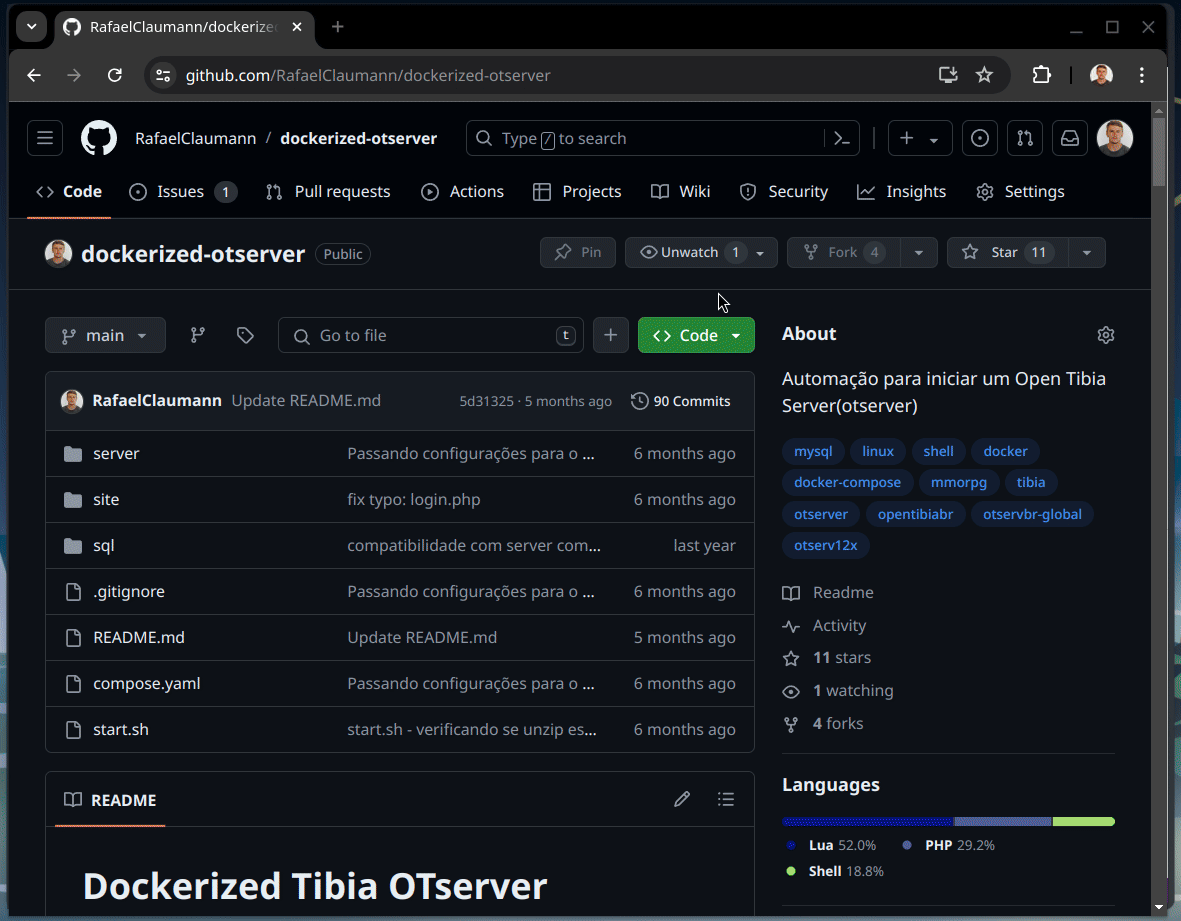 RafaelClaumann/dockerize
github.com/RafaelClaumann/dockerized-otserver
RafaelClaumann / dockerized-otserver
Type / to search
Code
Issues 1
Pull requests
Actions
Projects
Wiki
Security
Insights
Settings
dockerized-otserver Public
Pin
Unwatch 1
Fork 4
Star 11
main
Go to file t
Code
RafaelClaumann Update README.md 5d31325 · 5 months ago 90 Commits
server Passando configurações para o ... 6 months ago
site fix typo: login.php 6 months ago
sql compatibilidade com server com... last year
.gitignore Passando configurações para o ... 6 months ago
README.md Update README.md 5 months ago
compose.yaml Passando configurações para o ... 6 months ago
start.sh start.sh - verificando se unzip es... 6 months ago
README
Dockerized Tibia OTserver
About
Automação para iniciar um Open Tibia
Server(otserver)
mysql linux shell docker
docker-compose mmorpg tibia
otserver opentibiabr otservbr-global
otserv12x
Readme
Activity
11 stars
1 watching
4 forks
Languages
Lua 52.0% PHP 29.2%
Shell 18.8%